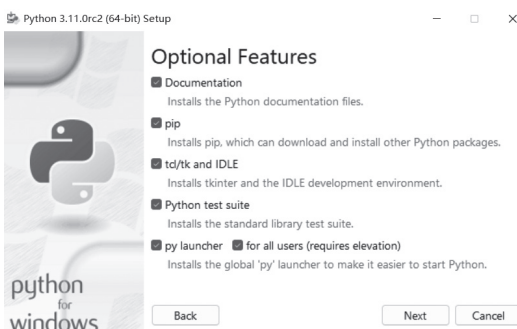 Python 3.11.0rc2 (64-bit) Setup
Optional Features
Documentation
Installs the Python documentation files.
pip
Installs pip, which can download and install other Python packages.
tcl/tk and IDLE
Installs tkinter and the IDLE development environment.
Python test suite
Installs the standard library test suite.
py launcher for all users (requires elevation)
Installs the global 'py' launcher to make it easier to start Python.
python
for
windows
Back Next Cancel